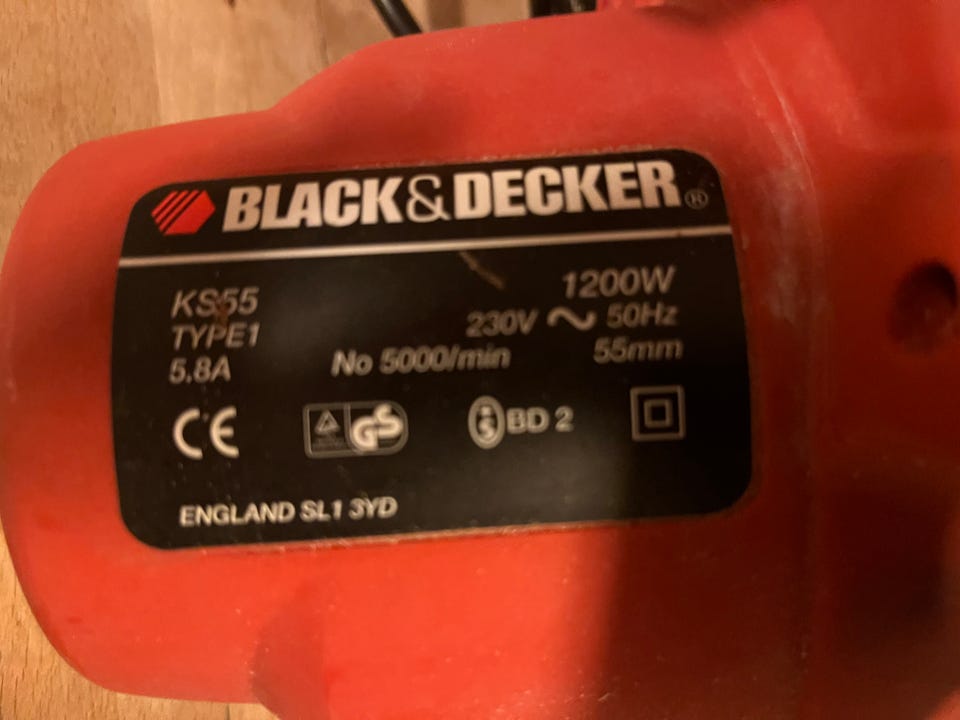 BLACK&DECKER®
KS55 1200W
TYPE1 230V ~ 50Hz
5.8A No 5000/min 55mm
CE GS S BD 2
ENGLAND SL1 3YD